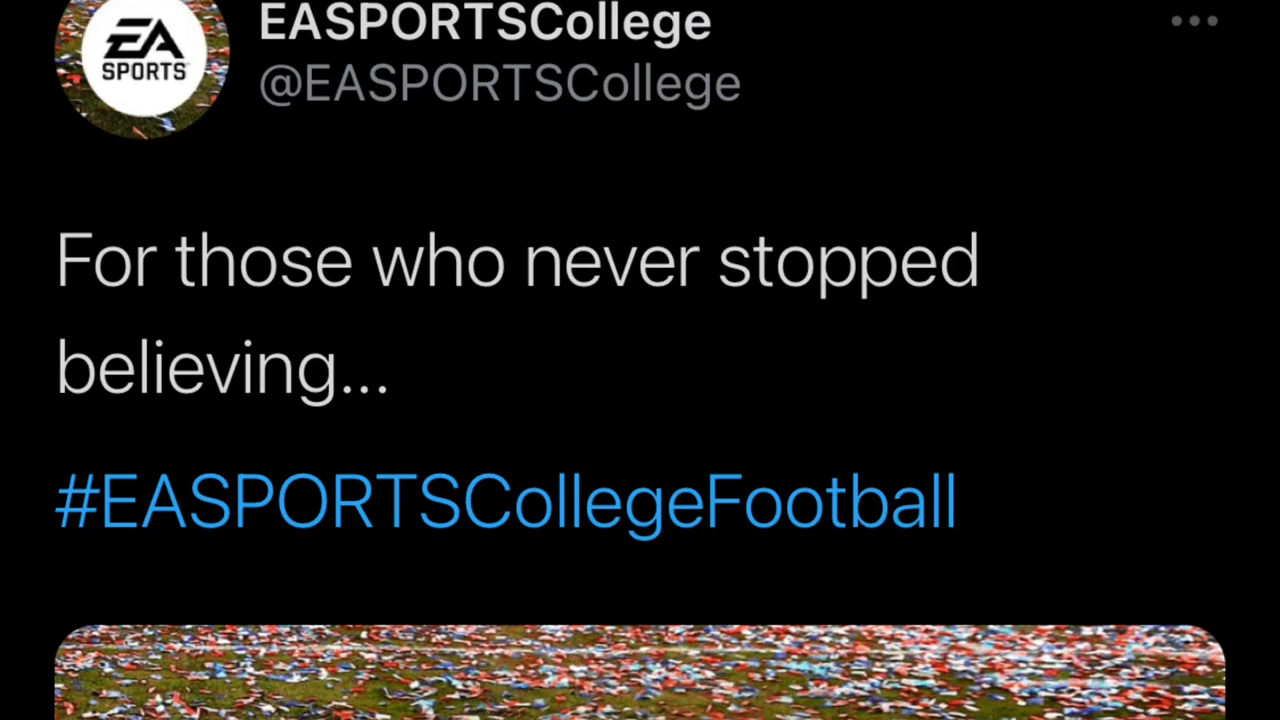 EA
SPORTS
EASPORTSCollege
@EASPORTSCollege
For those who never stopped
believing...
#EASPORTSCollegeFootball